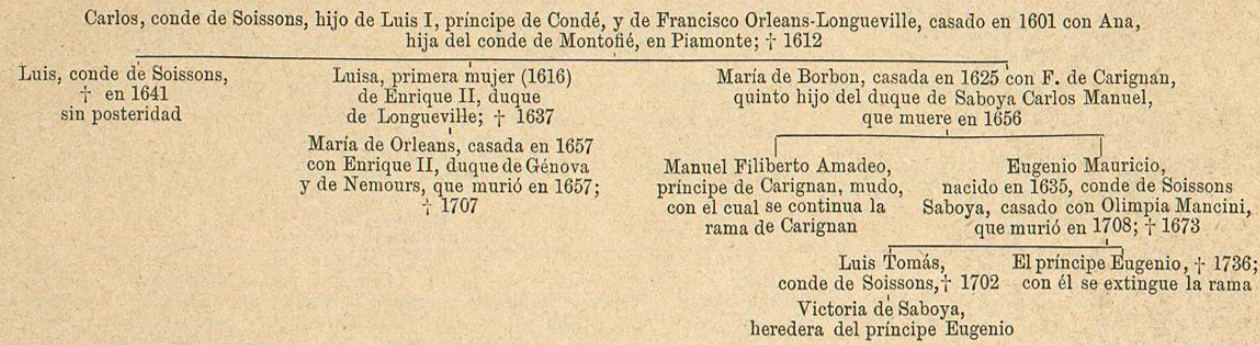 Carlos, conde de Soissons, hijo de Luis I, príncipe de Condé, y de Francisco Orleans-Longueville, casado en 1601 con Ana,
hija del conde de Montofié, en Piamonte; † 1612
Luis, conde de Soissons,
† en 1641
sin posteridad
Luisa, primera mujer (1616)
de Enrique II, duque
de Longueville; † 1637
María de Orleans, casada en 1657
con Enrique II, duque de Génova
y de Nemours, que murió en 1657;
† 1707
María de Borbon, casada en 1625 con F. de Carignan,
quinto hijo del duque de Saboya Carlos Manuel,
que muere en 1656
Manuel Filiberto Amadeo,
príncipe de Carignan, mudo,
con el cual se continua la
rama de Carignan
Eugenio Mauricio,
nacido en 1635, conde de Soissons
Saboya, casado con Olimpia Mancini,
que murió en 1708; † 1673
Luis Tomás,
conde de Soissons, † 1702
Victoria de Saboya,
heredera del príncipe Eugenio
El príncipe Eugenio, † 1736;
con él se extingue la rama